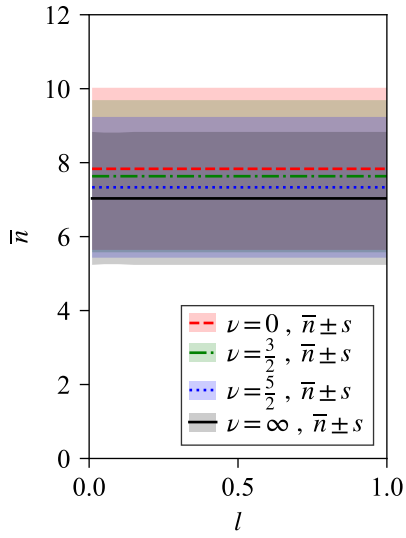 12
10
8
6
4
2
0
n̅
ν = 0 , n̅ ± s
ν = 3/2 , n̅ ± s
ν = 5/2 , n̅ ± s
ν = ∞ , n̅ ± s
0.0 0.5 1.0
l